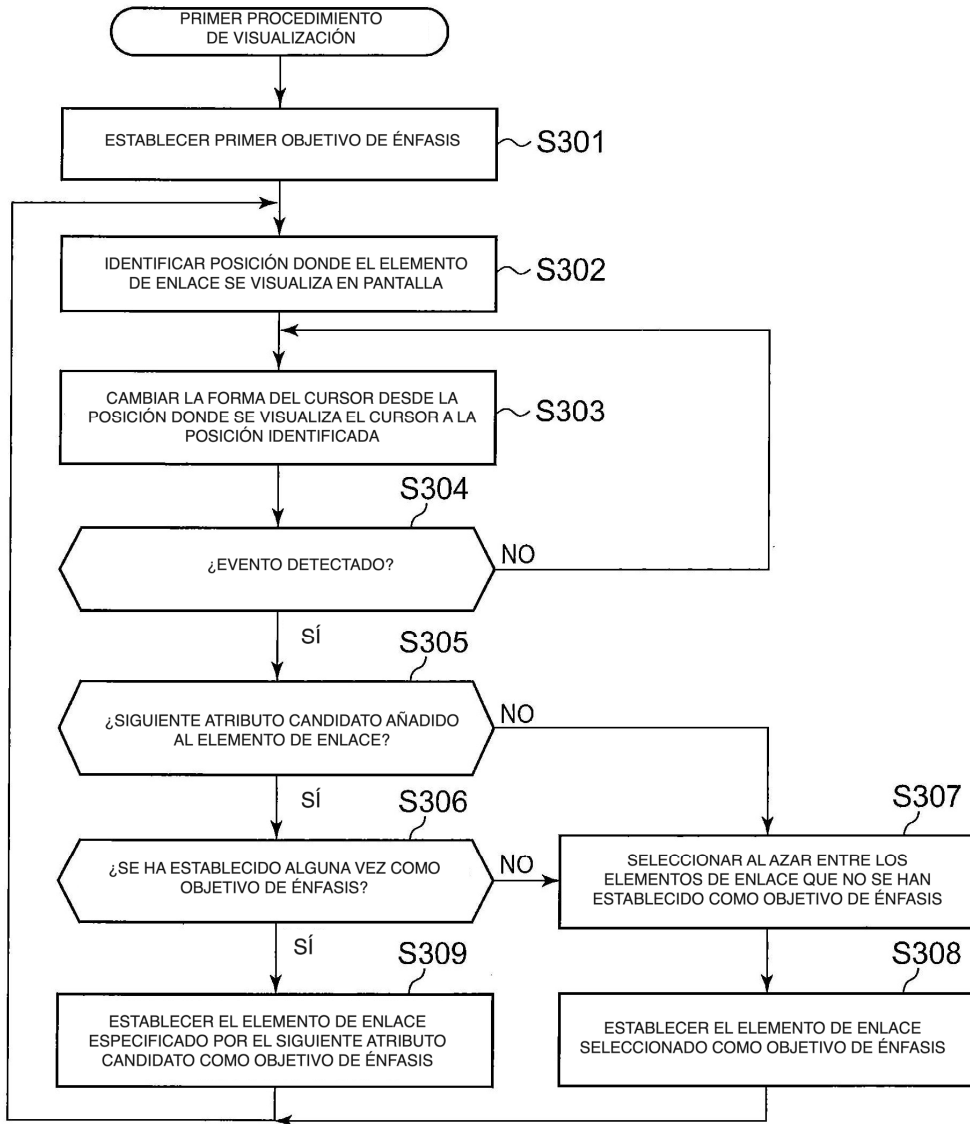 PRIMER PROCEDIMIENTO
DE VISUALIZACIÓN
ESTABLECER PRIMER OBJETIVO DE ÉNFASIS
S301
IDENTIFICAR POSICIÓN DONDE EL ELEMENTO
DE ENLACE SE VISUALIZA EN PANTALLA
S302
CAMBIAR LA FORMA DEL CURSOR DESDE LA
POSICIÓN DONDE SE VISUALIZA EL CURSOR A LA
POSICIÓN IDENTIFICADA
S303
S304
¿EVENTO DETECTADO?
NO
SÍ
S305
¿SIGUIENTE ATRIBUTO CANDIDATO AÑADIDO
AL ELEMENTO DE ENLACE?
NO
SÍ
S306
¿SE HA ESTABLECIDO ALGUNA VEZ COMO
OBJETIVO DE ÉNFASIS?
NO
SÍ
S307
SELECCIONAR AL AZAR ENTRE LOS
ELEMENTOS DE ENLACE QUE NO SE HAN
ESTABLECIDO COMO OBJETIVO DE ÉNFASIS
S309
ESTABLECER EL ELEMENTO DE ENLACE
ESPECIFICADO POR EL SIGUIENTE ATRIBUTO
CANDIDATO COMO OBJETIVO DE ÉNFASIS
S308
ESTABLECER EL ELEMENTO DE ENLACE
SELECCIONADO COMO OBJETIVO DE ÉNFASIS